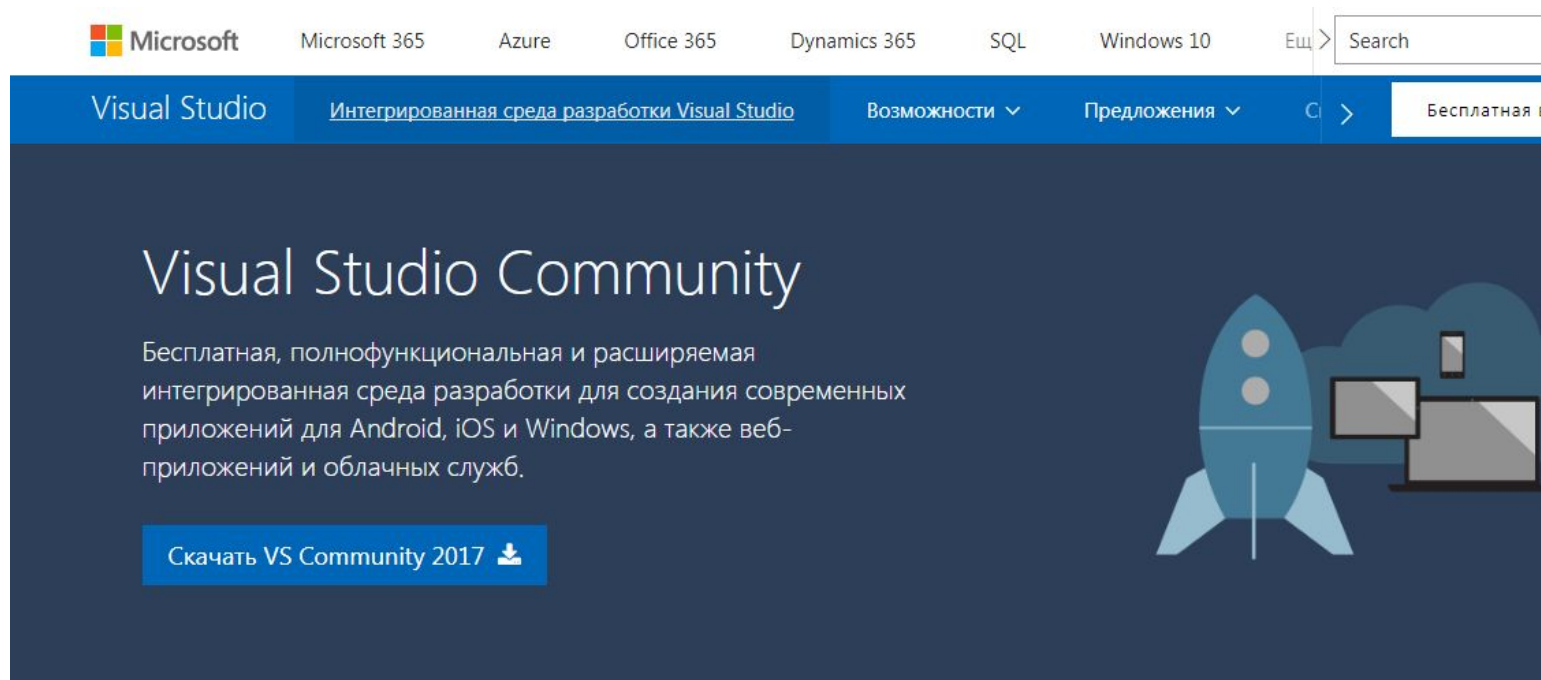 Microsoft Microsoft 365 Azure Office 365 Dynamics 365 SQL Windows 10 Search
Visual Studio Интегрированная среда разработки Visual Studio Возможности Предложения Бесплатная
Visual Studio Community
Бесплатная, полнофункциональная и расширяемая
интегрированная среда разработки для создания современных
приложений для Android, iOS и Windows, а также веб-
приложений и облачных служб.
Скачать VS Community 2017